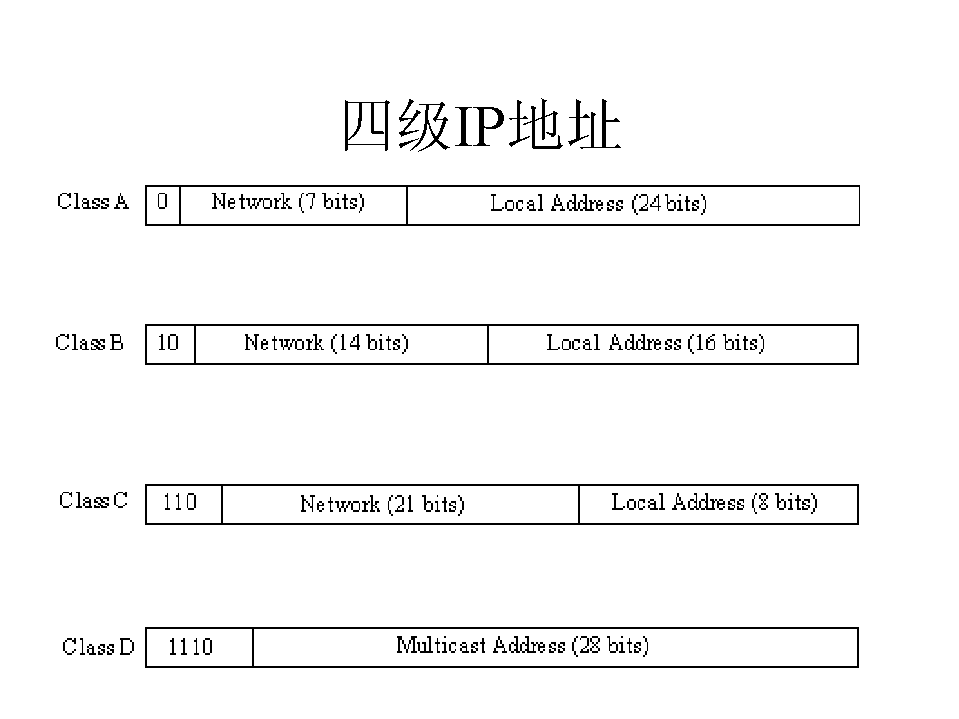 四级IP地址
Class A 0 Network (7 bits) Local Address (24 bits)
Class B 10 Network (14 bits) Local Address (16 bits)
Class C 110 Network (21 bits) Local Address (8 bits)
Class D 1110 Multicast Address (28 bits)